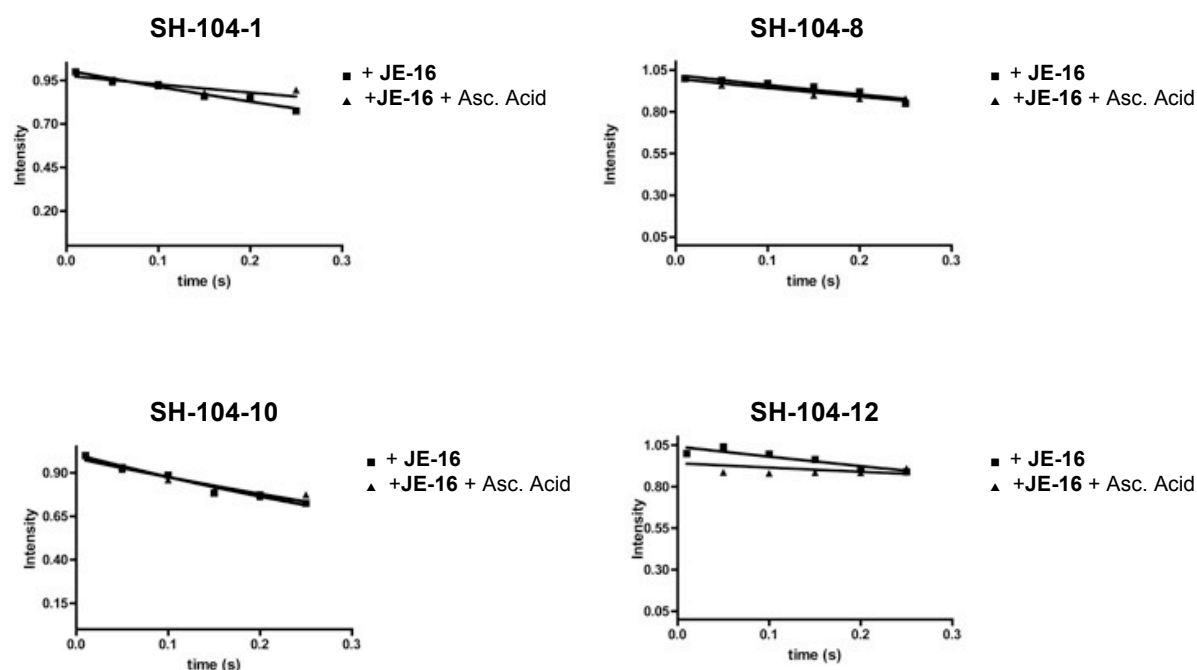 SH-104-1
0.95
0.70
0.45
0.20
Intensity
0.0
0.1
0.2
0.3
time (s)
+ JE-16
+JE-16 + Asc. Acid
SH-104-8
1.05
0.80
0.55
0.30
0.05
Intensity
0.0
0.1
0.2
0.3
time (s)
+ JE-16
+JE-16 + Asc. Acid
SH-104-10
0.90
0.65
0.40
0.15
Intensity
0.0
0.1
0.2
0.3
time (s)
+ JE-16
+JE-16 + Asc. Acid
SH-104-12
1.05
0.80
0.55
0.30
0.05
Intensity
0.0
0.1
0.2
0.3
time (s)
+ JE-16
+JE-16 + Asc. Acid